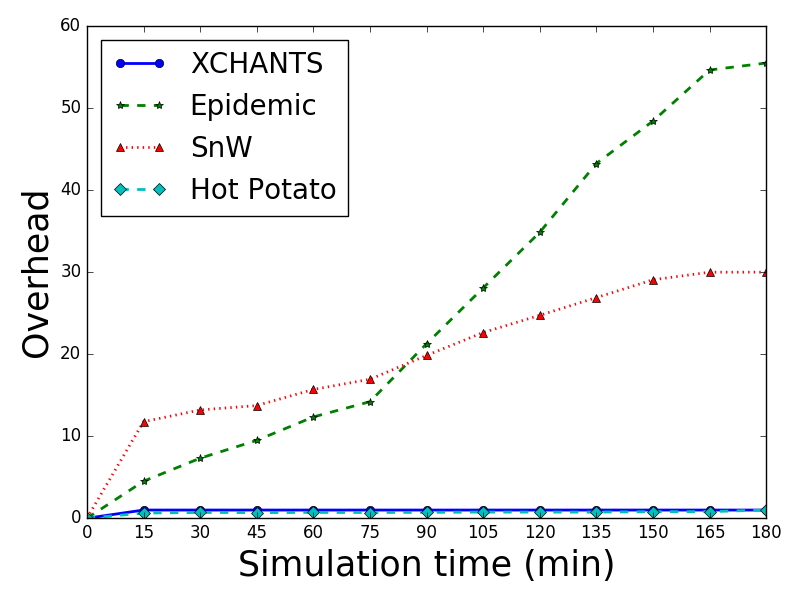 60
50
40
30
20
10
0
Overhead
XCHANTS
Epidemic
SnW
Hot Potato
0 15 30 45 60 75 90 105 120 135 150 165 180
Simulation time (min)